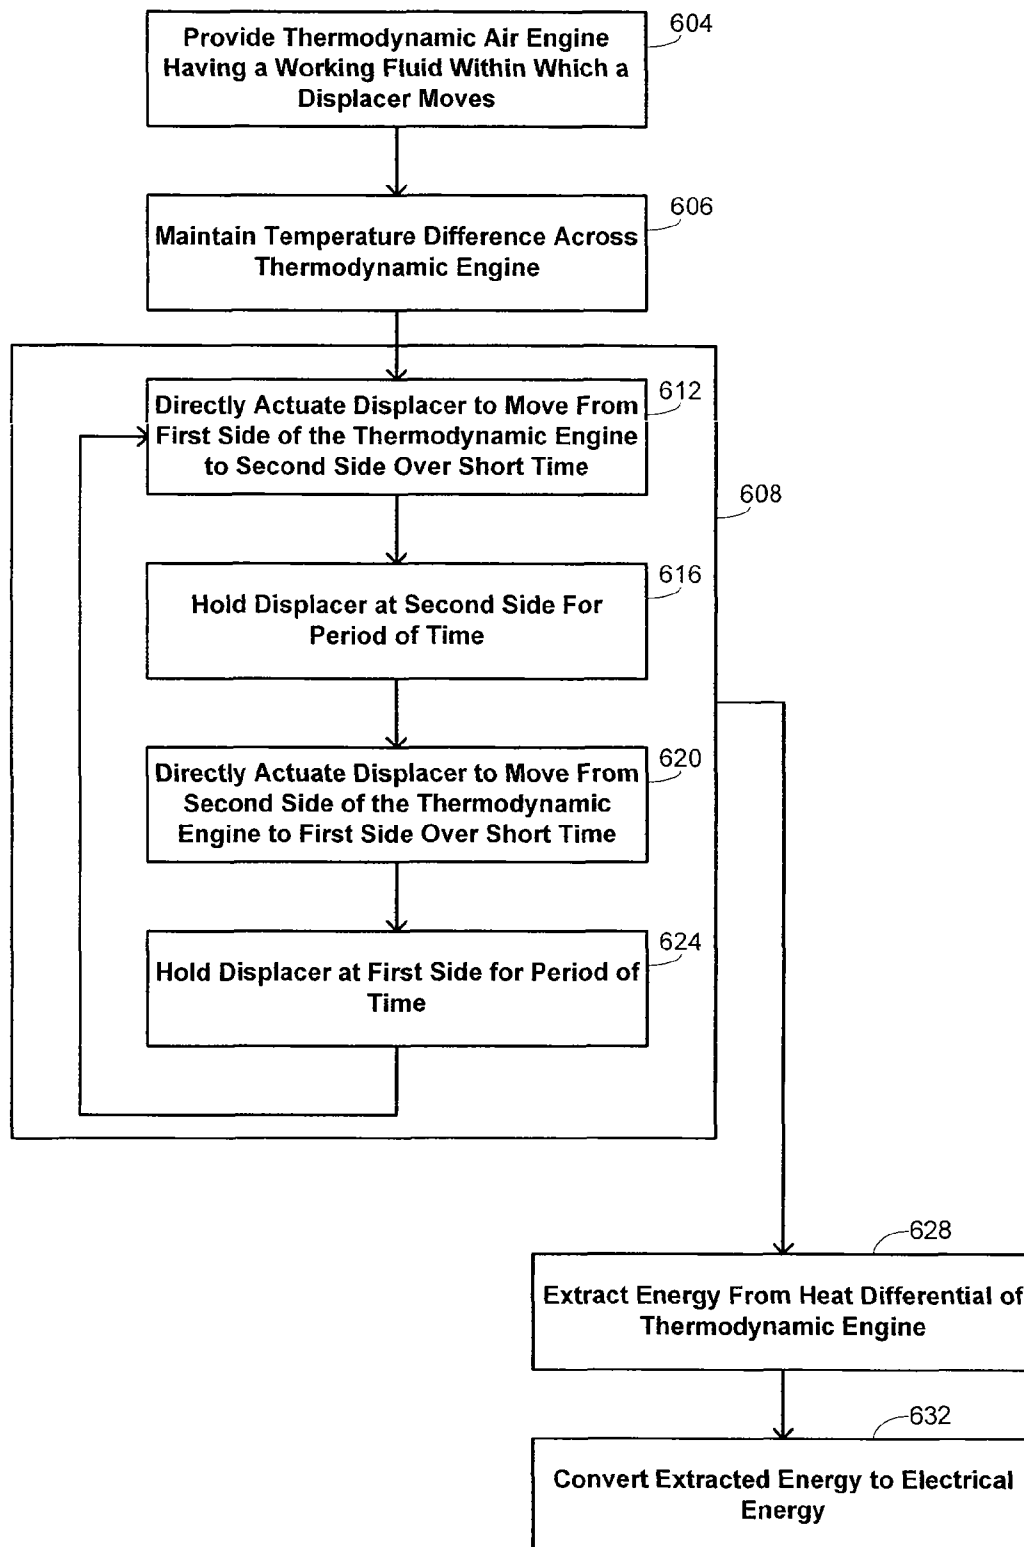 Provide Thermodynamic Air Engine
Having a Working Fluid Within Which a
Displacer Moves
604
Maintain Temperature Difference Across
Thermodynamic Engine
606
Directly Actuate Displacer to Move From
First Side of the Thermodynamic Engine
to Second Side Over Short Time
612
608
Hold Displacer at Second Side For
Period of Time
616
Directly Actuate Displacer to Move From
Second Side of the Thermodynamic
Engine to First Side Over Short Time
620
Hold Displacer at First Side for Period of
Time
624
628
Extract Energy From Heat Differential of
Thermodynamic Engine
632
Convert Extracted Energy to Electrical
Energy